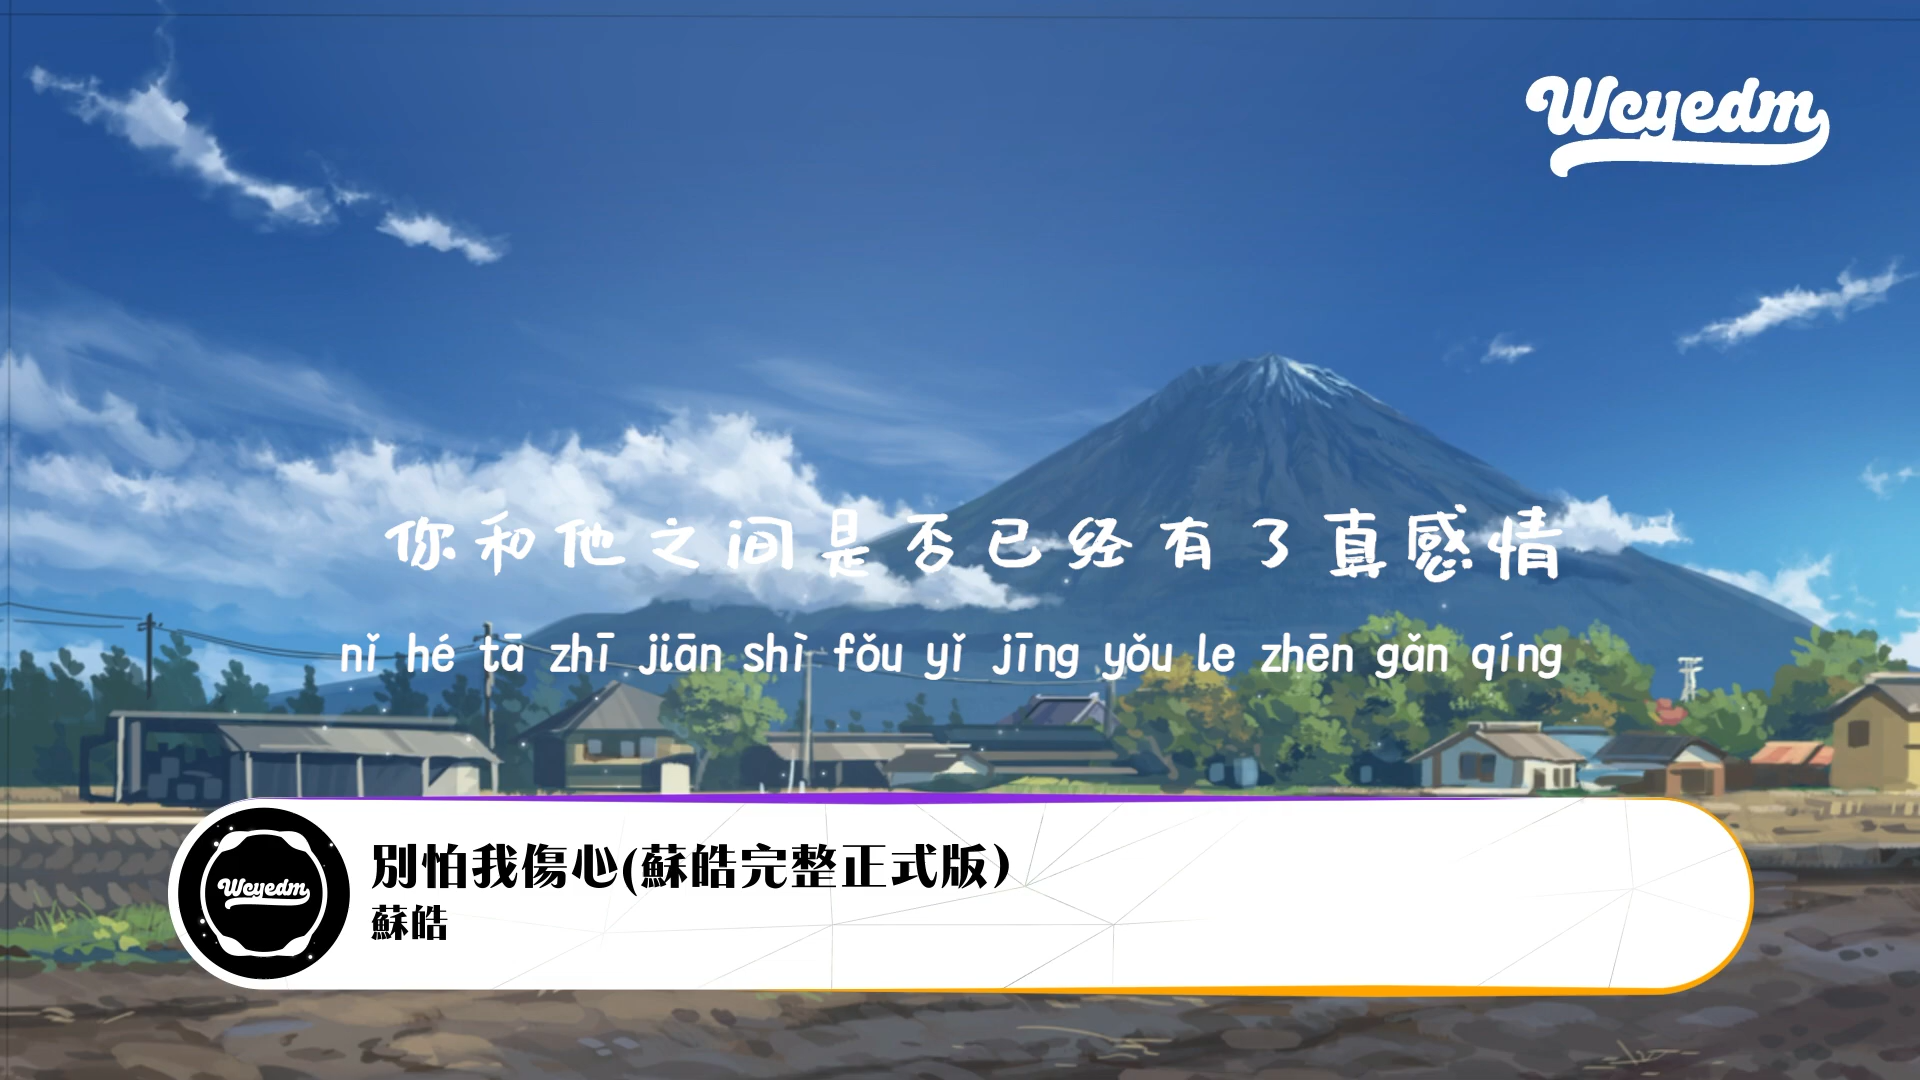 Wcyedm
你和他之间是否已经有了真感情
nǐ hé tā zhī jiān shì fǒu yǐ jīng yǒu le zhēn gǎn qíng
Wcyedm
別怕我傷心(蘇皓完整正式版）
蘇皓